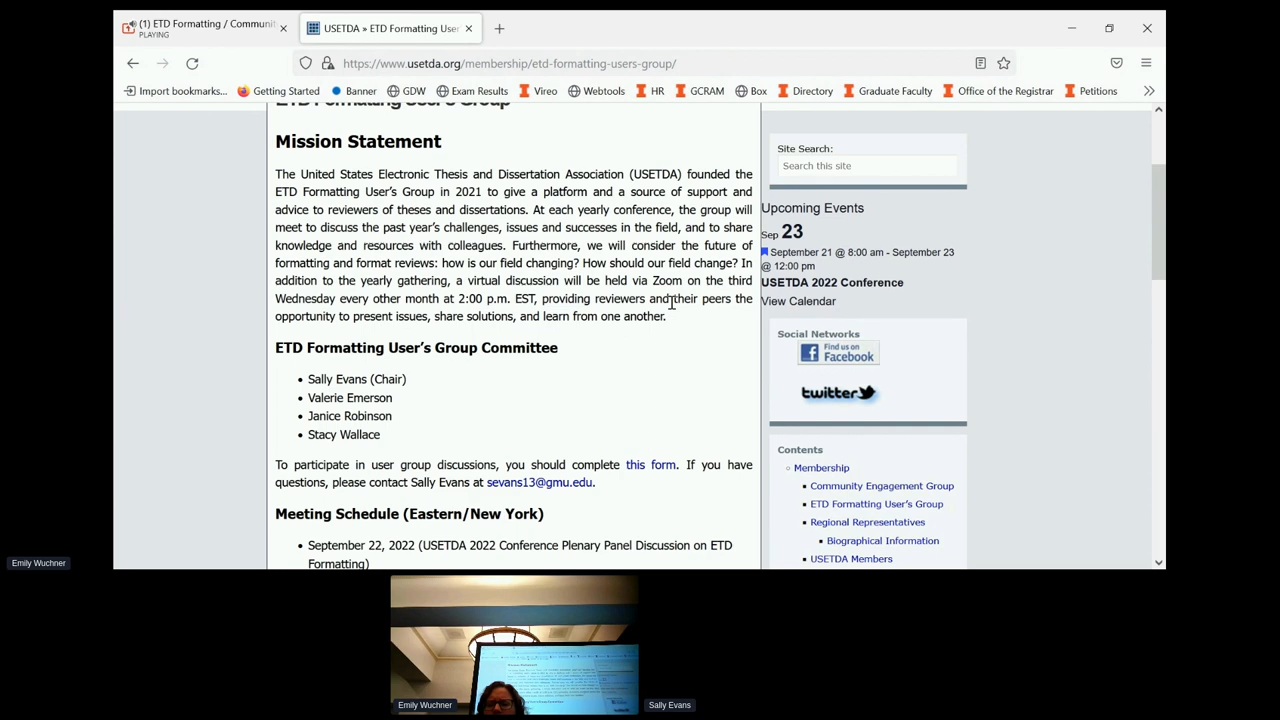 (1) ETD Formatting / Communit
PLAYING
USETDA » ETD Formatting User
https://www.usetda.org/membership/etd-formatting-users-group/
Import bookmarks...
Getting Started
Banner
GDW
Exam Results
Vireo
Webtools
HR
GCRAM
Box
Directory
Graduate Faculty
Office of the Registrar
Petitions
ETD Formatting User's Group
Mission Statement
The United States Electronic Thesis and Dissertation Association (USETDA) founded the
ETD Formatting User's Group in 2021 to give a platform and a source of support and
advice to reviewers of theses and dissertations. At each yearly conference, the group will
meet to discuss the past year's challenges, issues and successes in the field, and to share
knowledge and resources with colleagues. Furthermore, we will consider the future of
formatting and format reviews: how is our field changing? How should our field change? In
addition to the yearly gathering, a virtual discussion will be held via Zoom on the third
Wednesday every other month at 2:00 p.m. EST, providing reviewers and their peers the
opportunity to present issues, share solutions, and learn from one another.
ETD Formatting User's Group Committee
• Sally Evans (Chair)
• Valerie Emerson
• Janice Robinson
• Stacy Wallace
To participate in user group discussions, you should complete this form. If you have
questions, please contact Sally Evans at sevans13@gmu.edu.
Meeting Schedule (Eastern/New York)
• September 22, 2022 (USETDA 2022 Conference Plenary Panel Discussion on ETD
Formatting)
Site Search:
Search this site
Upcoming Events
Sep 23
September 21 @ 8:00 am - September 23
@ 12:00 pm
USETDA 2022 Conference
View Calendar
Social Networks
Find us on
Facebook
twitter
Contents
Membership
Community Engagement Group
ETD Formatting User's Group
Regional Representatives
Biographical Information
USETDA Members
Emily Wuchner
Emily Wuchner
Sally Evans